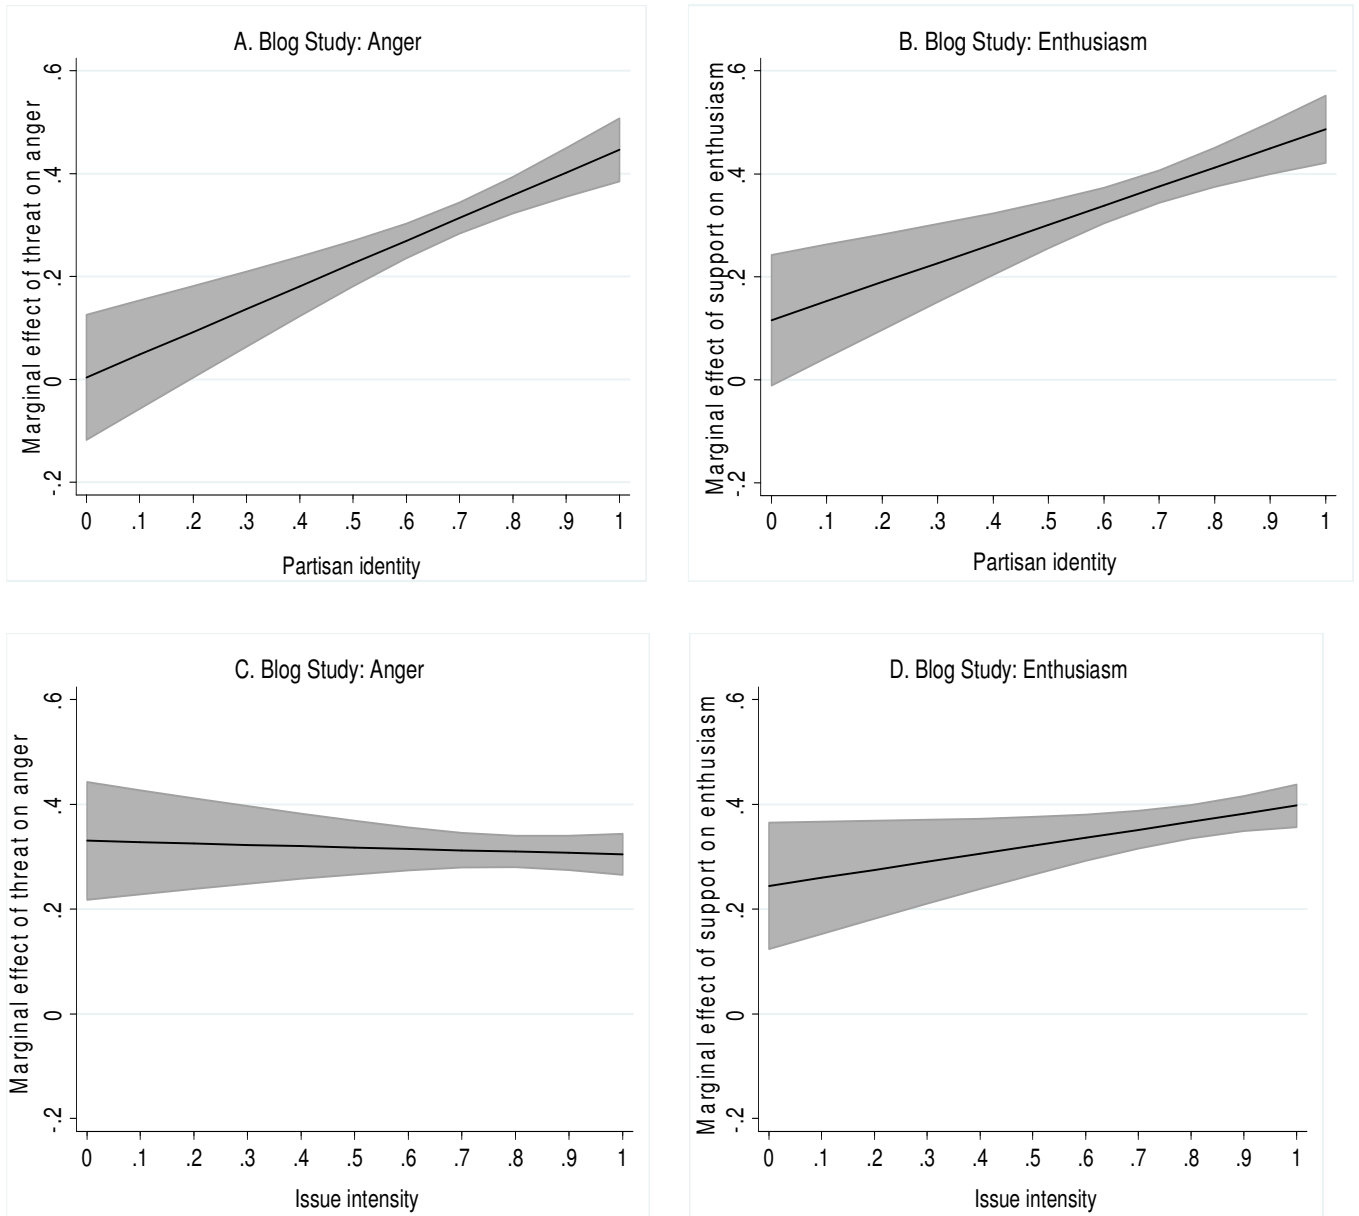 A. Blog Study: Anger
Marginal effect of threat on anger
.6
.4
.2
0
-.2
0 .1 .2 .3 .4 .5 .6 .7 .8 .9 1
Partisan identity
B. Blog Study: Enthusiasm
Marginal effect of support on enthusiasm
.6
.4
.2
0
-.2
0 .1 .2 .3 .4 .5 .6 .7 .8 .9 1
Partisan identity
C. Blog Study: Anger
Marginal effect of threat on anger
.6
.4
.2
0
-.2
0 .1 .2 .3 .4 .5 .6 .7 .8 .9 1
Issue intensity
D. Blog Study: Enthusiasm
Marginal effect of support on enthusiasm
.6
.4
.2
0
-.2
0 .1 .2 .3 .4 .5 .6 .7 .8 .9 1
Issue intensity